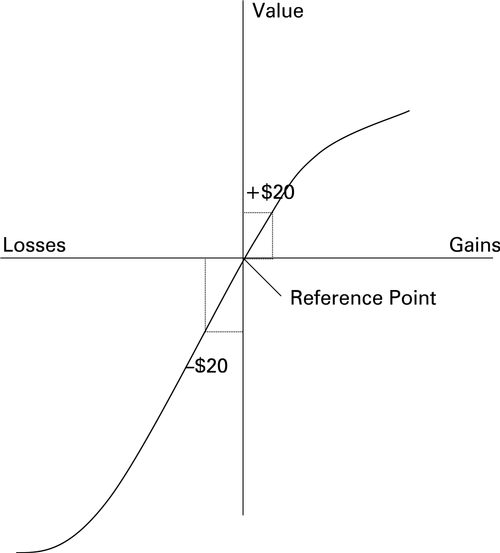 Value
+$20
Losses
Gains
Reference Point
–$20